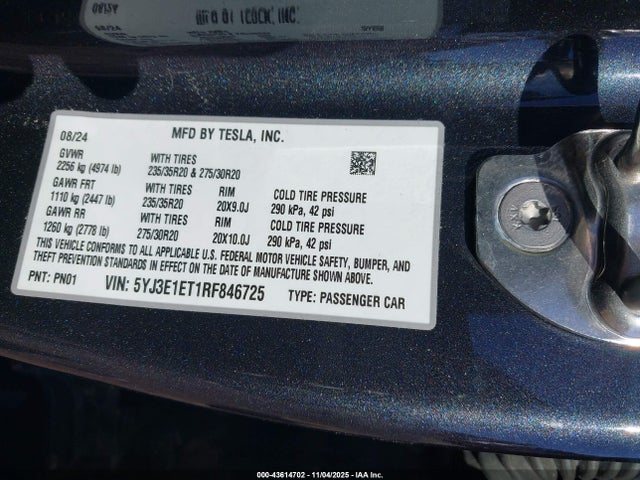 08/24 MFD BY TESLA, INC.
GVWR WITH TIRES
2256 kg (4974 lb) 235/35R20 & 275/30R20
GAWR FRT WITH TIRES RIM COLD TIRE PRESSURE
1110 kg (2447 lb) 235/35R20 20X9.0J 290 kPa, 42 psi
GAWR RR WITH TIRES RIM COLD TIRE PRESSURE
1260 kg (2778 lb) 275/30R20 20X10.0J 290 kPa, 42 psi
THIS VEHICLE CONFORMS TO ALL APPLICABLE U.S. FEDERAL MOTOR VEHICLE SAFETY, BUMPER, AND
THEFT PREVENTION STANDARDS IN EFFECT ON THE DATE OF MANUFACTURE SHOWN ABOVE.
PNT: PN01 VIN: 5YJ3E1ET1RF846725 TYPE: PASSENGER CAR
000-43614702 - 11/04/2025 - IAA Inc.